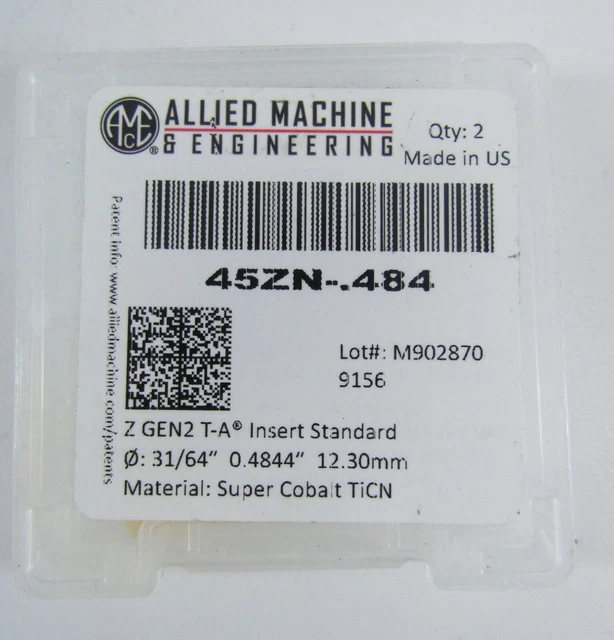 AMEC ®
ALLIED MACHINE
& ENGINEERING
Qty: 2
Made in US
45ZN-.484
Patent info: www.alliedmachine.com/patents
Lot#: M902870
9156
Z GEN2 T-A® Insert Standard
Ø: 31/64“ 0.4844“ 12.30mm
Material: Super Cobalt TiCN